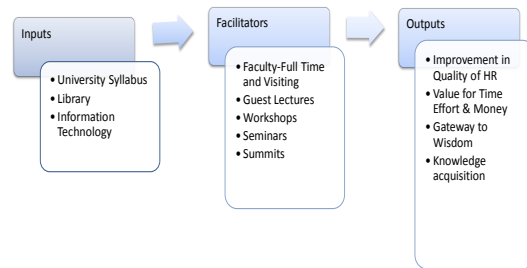 Inputs
• University Syllabus
• Library
• Information
Technology
Facilitators
• Faculty-Full Time
and Visiting
• Guest Lectures
• Workshops
• Seminars
• Summits
Outputs
• Improvement in
Quality of HR
• Value for Time
Effort & Money
• Gateway to
Wisdom
• Knowledge
acquisition